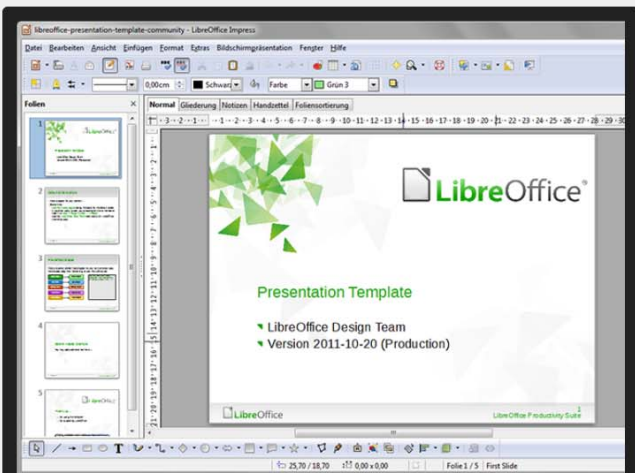 libreoffice-presentation-template-community - LibreOffice Impress
Datei Bearbeiten Ansicht Einfügen Format Extras Bildschirmpräsentation Fenster Hilfe
0,00cm Schwarz Farbe Grün 3
Folien
Normal Gliederung Notizen Handzettel Foliensortierung
LibreOffice
Presentation Template
LibreOffice Design Team
Version 2011-10-20 (Production)
LibreOffice
1
LibreOffice Productivity Suite
25,70 / 18,70 0,00 x 0,00 Folie 1 / 5 First Slide